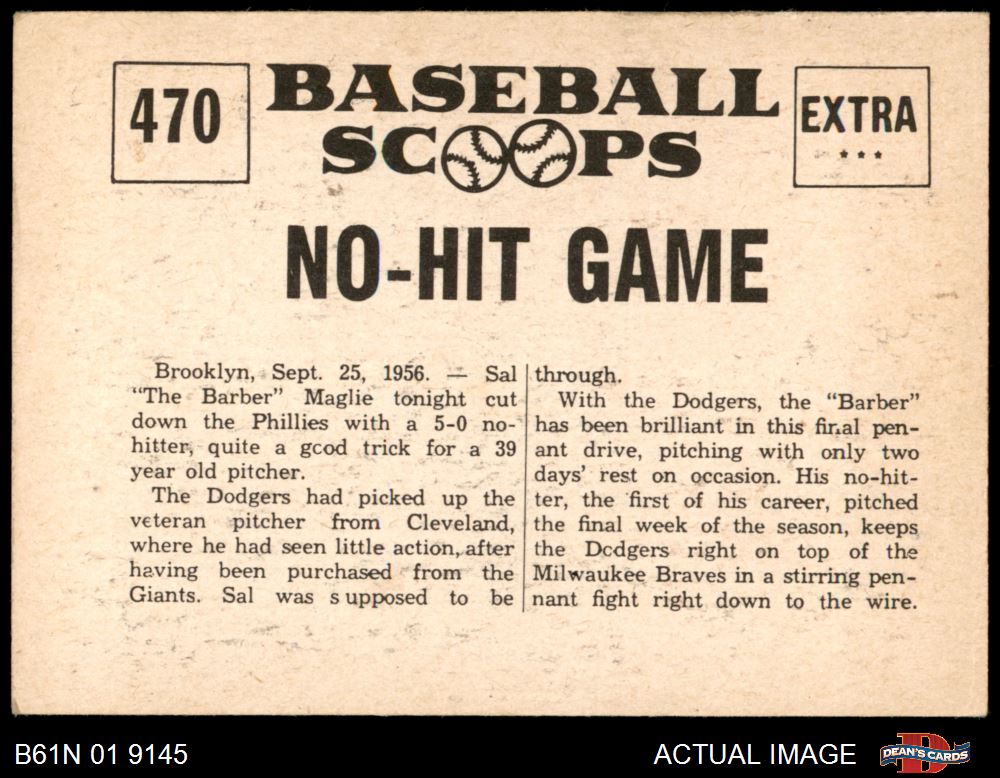 470
BASEBALL
SCOOPS
EXTRA
* * *
NO-HIT GAME
Brooklyn, Sept. 25, 1956. — Sal
"The Barber" Maglie tonight cut
down the Phillies with a 5-0 no-
hitter, quite a good trick for a 39
year old pitcher.
The Dodgers had picked up the
veteran pitcher from Cleveland,
where he had seen little action, after
having been purchased from the
Giants. Sal was supposed to be
through.
With the Dodgers, the "Barber"
has been brilliant in this final pen-
ant drive, pitching with only two
days' rest on occasion. His no-hit-
ter, the first of his career, pitched
the final week of the season, keeps
the Dodgers right on top of the
Milwaukee Braves in a stirring pen-
nant fight right down to the wire.
B61N 01 9145
ACTUAL IMAGE
D
DEAN'S CARDS